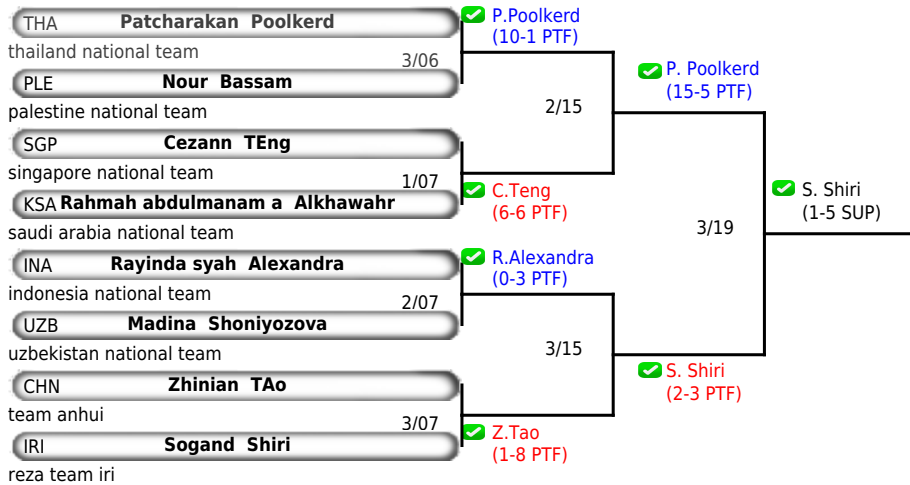 THA Patcharakan Poolkerd
thailand national team
3/06
PLE Nour Bassam
palestine national team
P.Poolkerd
(10-1 PTF)
SGP Cezann TEng
singapore national team
1/07
KSA Rahmah abdulmanam a Alkhawahr
saudi arabia national team
C.Teng
(6-6 PTF)
2/15
P. Poolkerd
(15-5 PTF)
INA Rayinda syah Alexandra
indonesia national team
2/07
UZB Madina Shoniyozova
uzbekistan national team
R.Alexandra
(0-3 PTF)
CHN Zhinian TAo
team anhui
3/07
IRI Sogand Shiri
reza team iri
Z.Tao
(1-8 PTF)
3/15
S. Shiri
(2-3 PTF)
3/19
S. Shiri
(1-5 SUP)